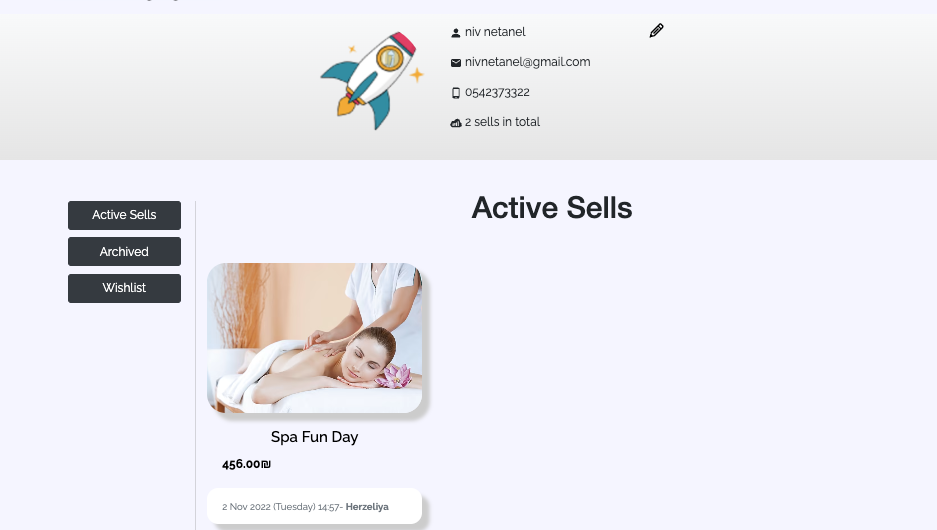 niv netanel
nivnetanel@gmail.com
0542373322
2 sells in total
Active Sells
Archived
Wishlist
Active Sells
Spa Fun Day
456.00₪
2 Nov 2022 (Tuesday) 14:57- Herzeliya